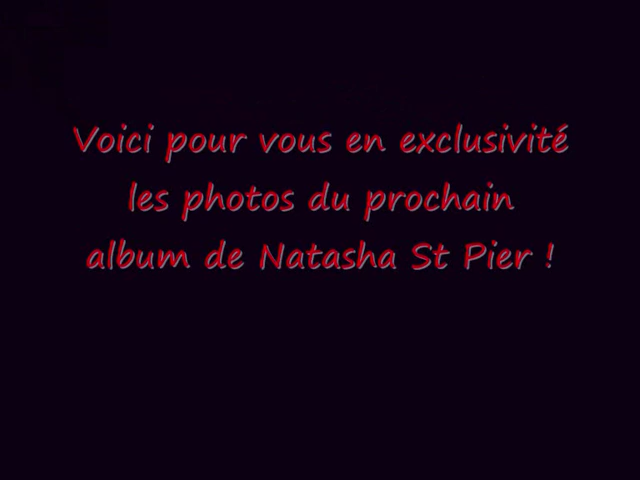 Voici pour vous en exclusivité
les photos du prochain
album de Natasha St Pier !